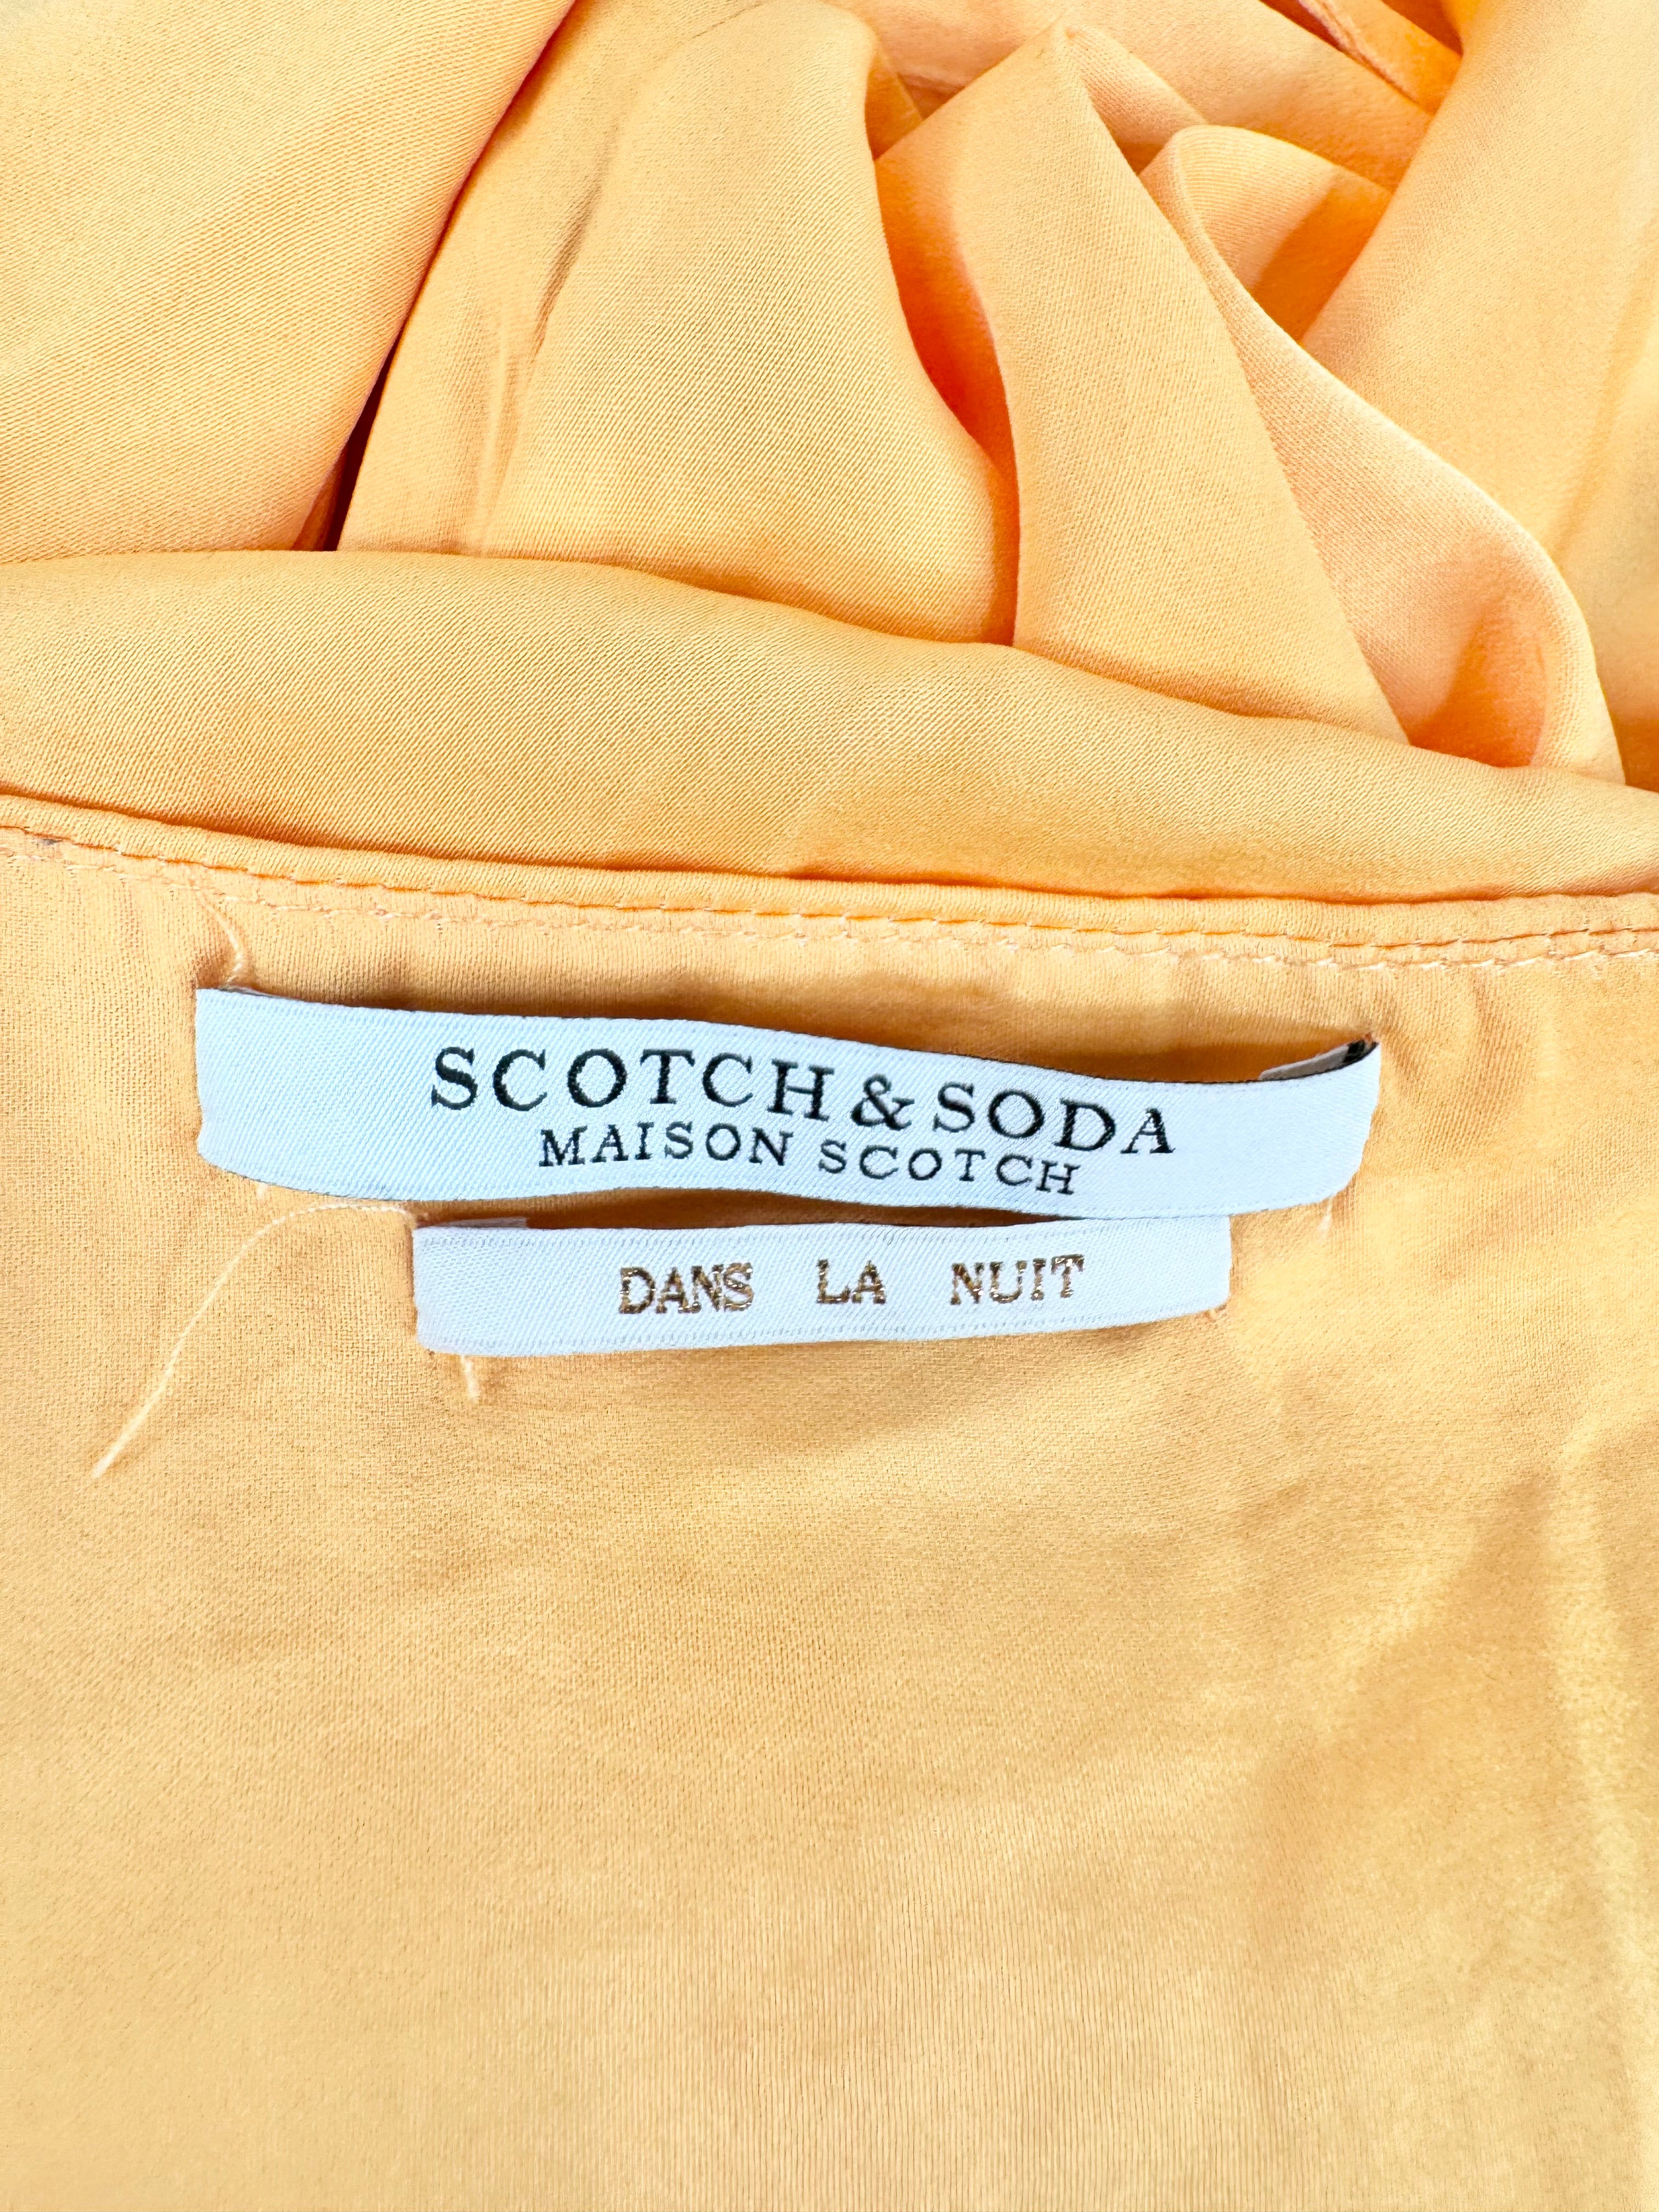 SCOTCH & SODA
MAISON SCOTCH
DANS LA NUIT